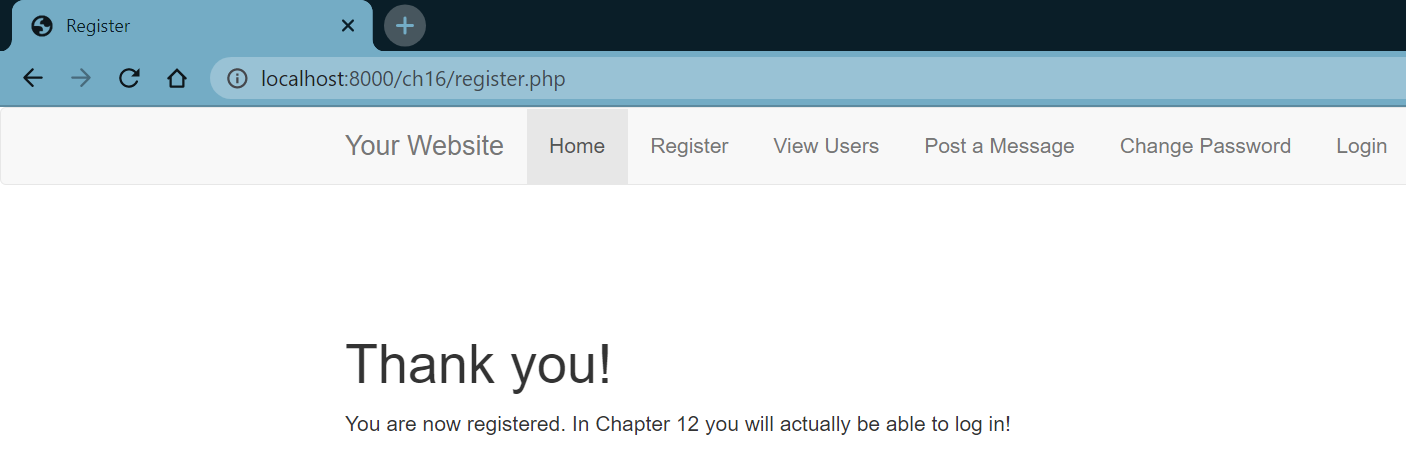 Register
localhost:8000/ch16/register.php
Your Website Home Register View Users Post a Message Change Password Login
Thank you!
You are now registered. In Chapter 12 you will actually be able to log in!